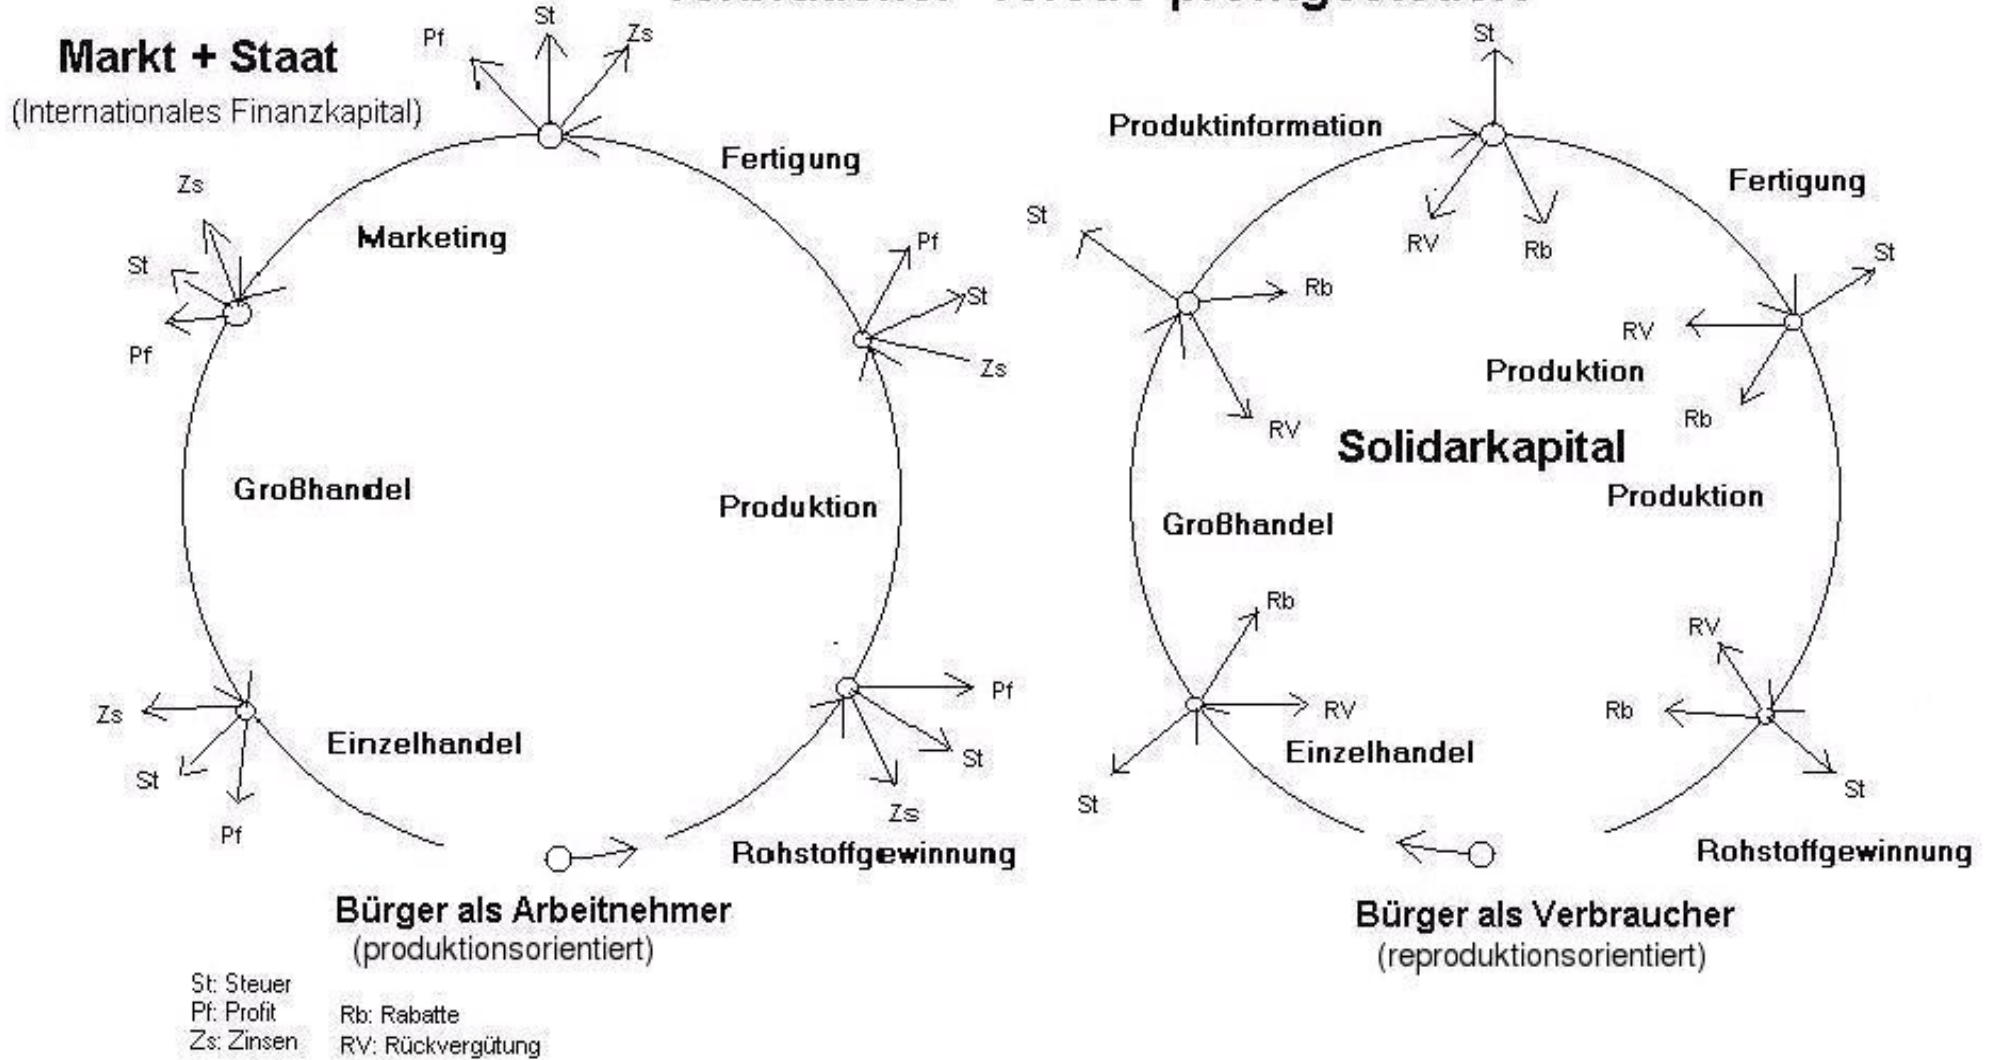 Markt + Staat
(Internationales Finanzkapital)
Pf
St
Zs
Fertigung
Marketing
Zs
St
Pf
Pf
St
Zs
Großhandel
Produktion
Zs
St
Pf
Einzelhandel
Pf
St
Zs
Rohstoffgewinnung
Bürger als Arbeitnehmer
(produktionsorientiert)
St
Produktinformation
RV
Rb
Fertigung
St
Rb
RV
St
RV
Rb
Produktion
Solidarkapital
Produktion
Großhandel
Rb
RV
St
Einzelhandel
RV
Rb
St
Rohstoffgewinnung
Bürger als Verbraucher
(reproduktionsorientiert)
St: Steuer
Pf: Profit
Zs: Zinsen
Rb: Rabatte
RV: Rückvergütung